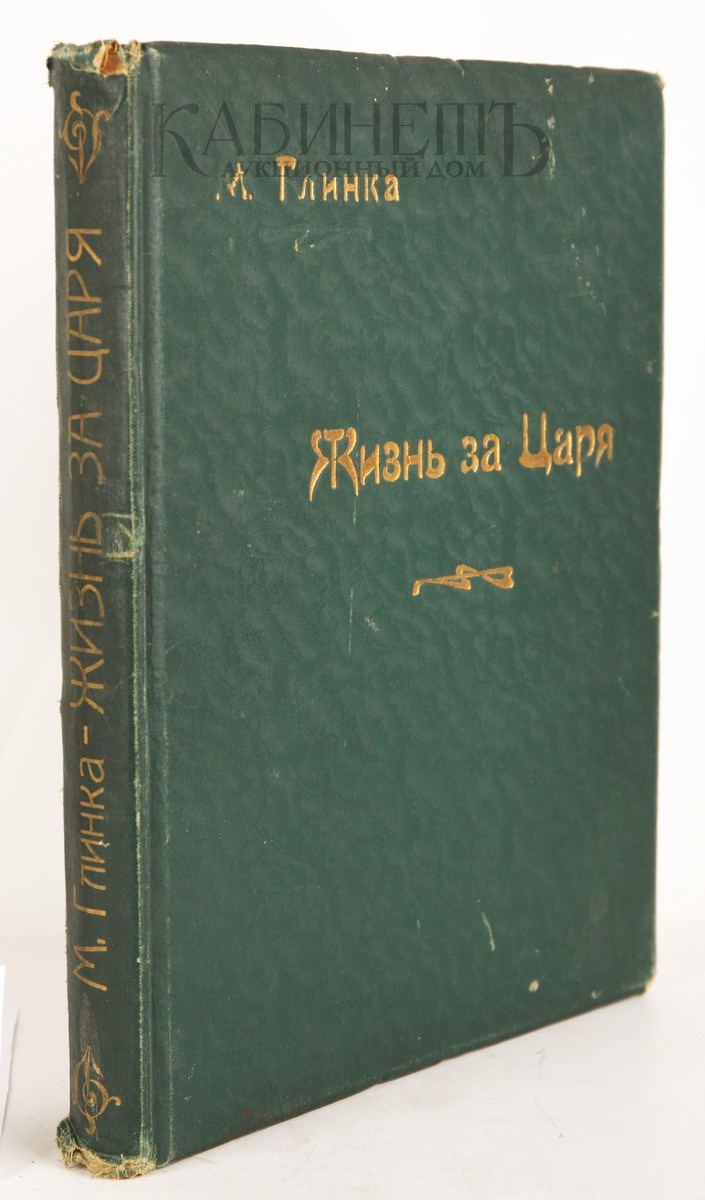 КАБИНЕТЪ
АУКЦИОННЫЙ ДОМ
М. Глинка
Жизнь за Царя
М. Глинка - Жизнь за Царя